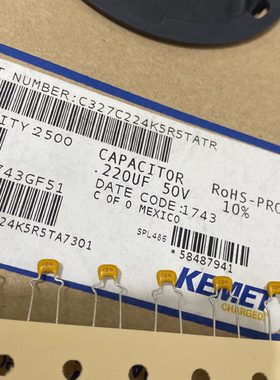 NUMBER:C327C224K5R5TATR
ITY:2500
CAPACITOR
.220UF 50V
RoHS-PRO
10%
743GF51
DATE CODE:1743
C OF O MEXICO
SPL486
*58487941
24K5R5TA7301
KEMET
CHARGED